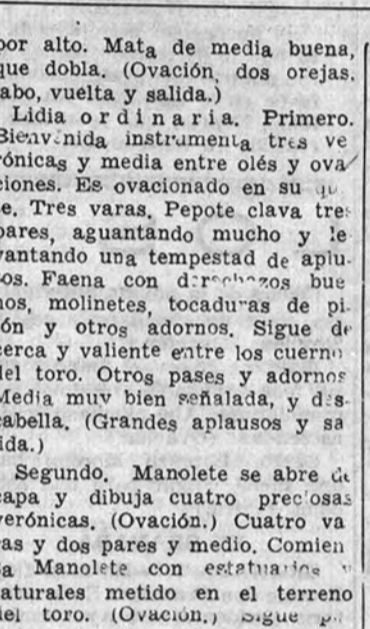 por alto. Mata de media buena,
que dobla. (Ovación, dos orejas,
rabo, vuelta y salida.)
Lidia ordinaria. Primero.
Bienvenida instrumenta tres ve
rónicas y media entre olés y ova
ciones. Es ovacionado en su
Tres varas. Pepote clava tres
pares, aguantando mucho y le
vantando una tempestad de aplu
sos. Faena con derechazos bue
nos, molinetes, tocaduras de pi-
tón y otros adornos. Sigue de
cerca y valiente entre los cuerno
del toro. Otros pases y adornos
Media muy bien señalada, y des-
cabella. (Grandes aplausos y sa
lida.)
Segundo. Manolete se abre de
capa y dibuja cuatro preciosas
verónicas. (Ovación.) Cuatro va
ras y dos pares y medio. Comien
sa Manolete con estatuarios y
naturales metido en el terreno
del toro. (Ovación.) Sigue